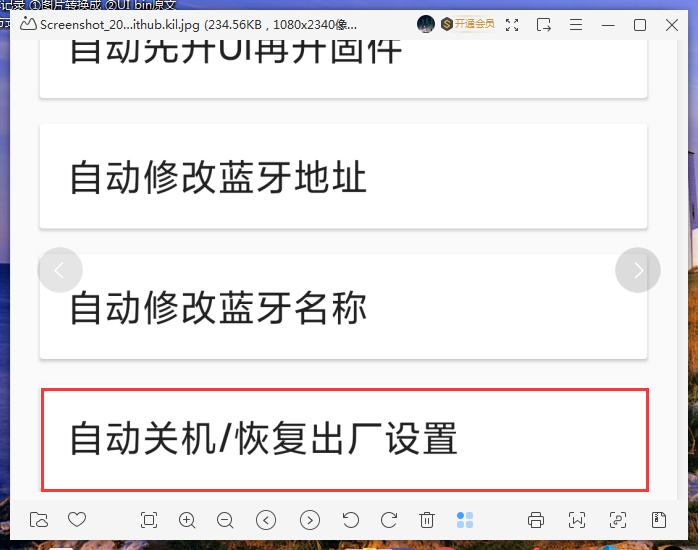 记录 ①图片转换成 ②UI bin原文
Screenshot_20...ithub.kil.jpg (234.56KB , 1080x2340像...
开通会员
自动先升UI再升固件
自动修改蓝牙地址
自动修改蓝牙名称
自动关机/恢复出厂设置